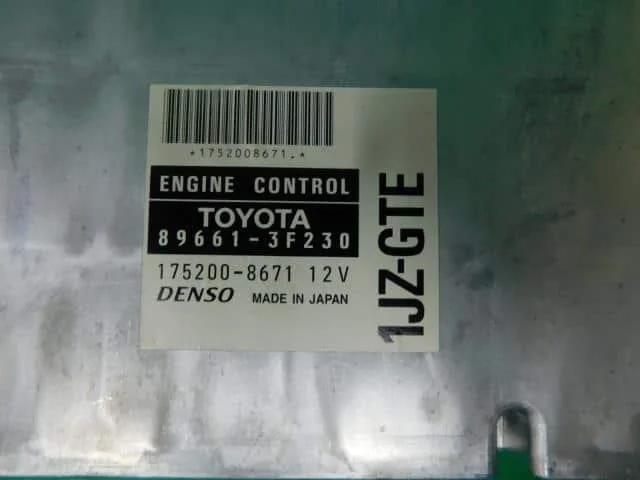 *1752008671.*
ENGINE CONTROL
TOYOTA
89661-3F230
175200-8671 12V
DENSO MADE IN JAPAN
1JZ-GTE